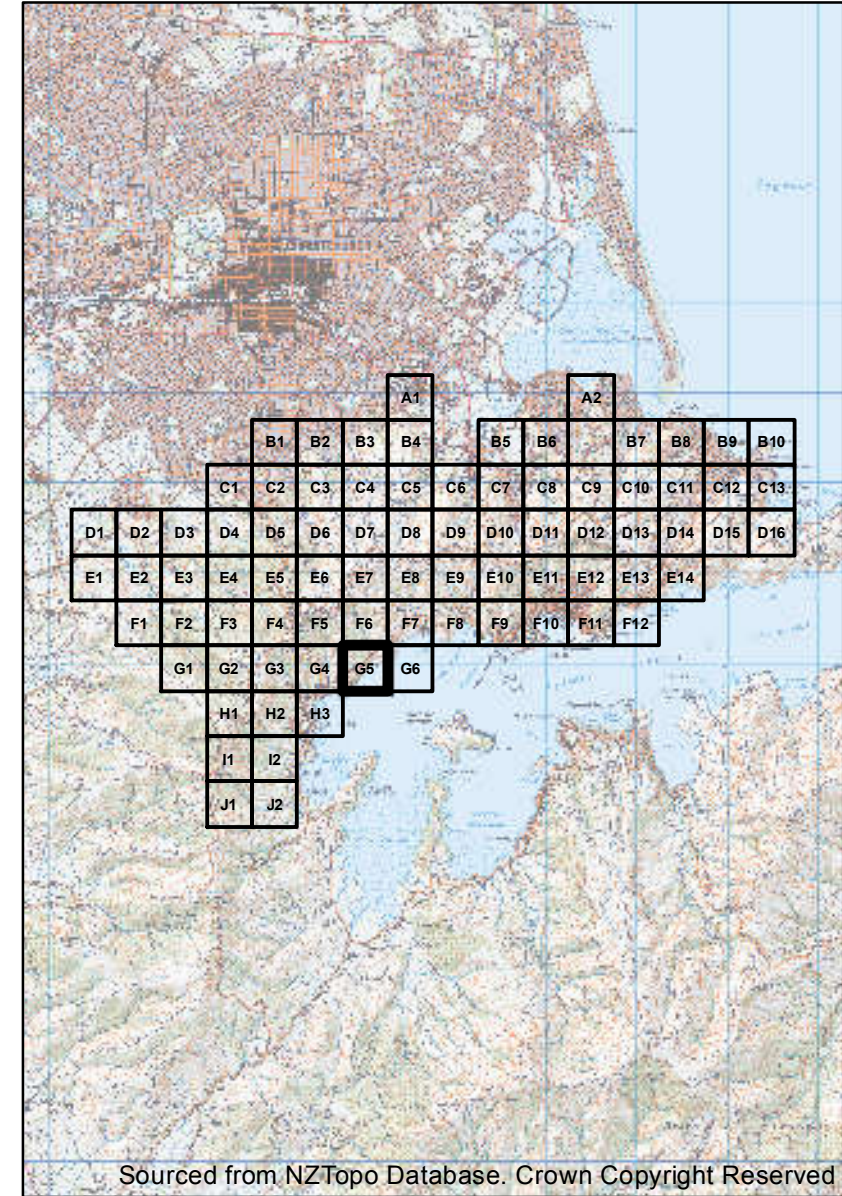 A1 A2
B1 B2 B3 B4 B5 B6 B7 B8 B9 B10
C1 C2 C3 C4 C5 C6 C7 C8 C9 C10 C11 C12 C13
D1 D2 D3 D4 D5 D6 D7 D8 D9 D10 D11 D12 D13 D14 D15 D16
E1 E2 E3 E4 E5 E6 E7 E8 E9 E10 E11 E12 E13 E14
F1 F2 F3 F4 F5 F6 F7 F8 F9 F10 F11 F12
G1 G2 G3 G4 G5 G6
H1 H2 H3
I1 I2
J1 J2
Sourced from NZTopo Database. Crown Copyright Reserved